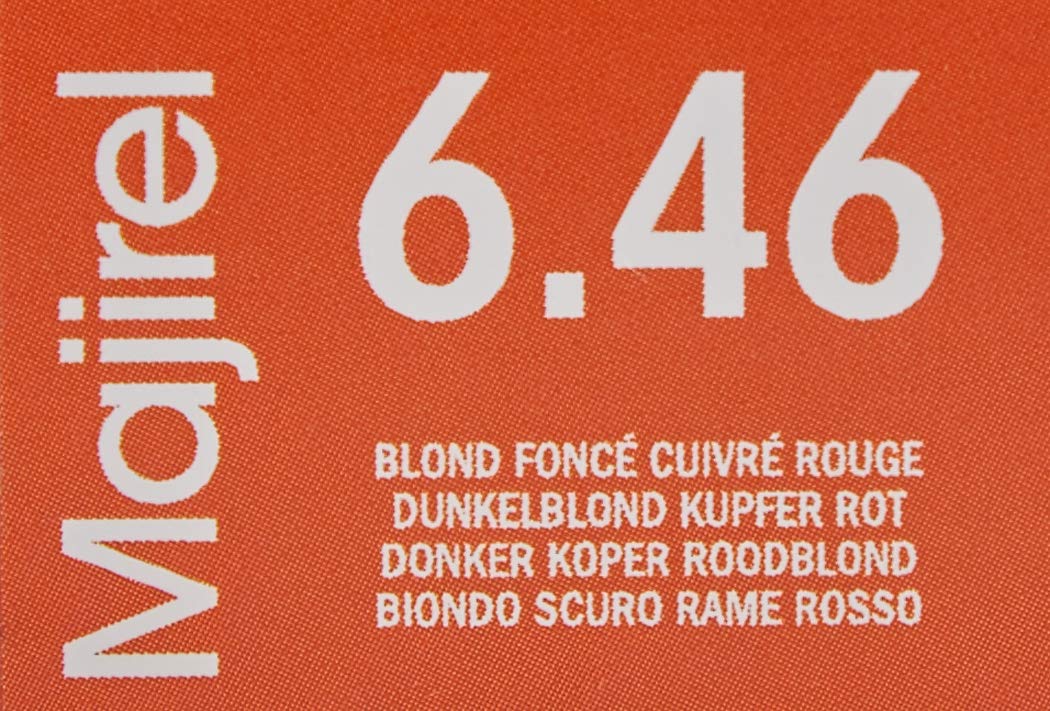 Majirel
6.46
BLOND FONCÉ CUIVRÉ ROUGE
DUNKELBLOND KUPFER ROT
DONKER KOPER ROODBLOND
BIONDO SCURO RAME ROSSO